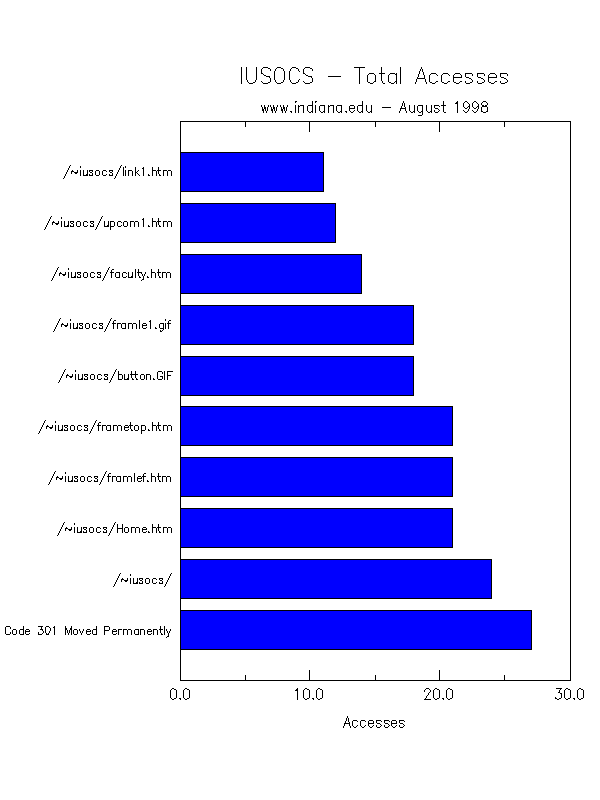 IUSOCS - Total Accesses
www.indiana.edu - August 1998
/~iusocs/link1.htm
/~iusocs/upcom1.htm
/~iusocs/faculty.htm
/~iusocs/framle1.gif
/~iusocs/button.GIF
/~iusocs/frametop.htm
/~iusocs/framlef.htm
/~iusocs/Home.htm
/~iusocs/
Code 301 Moved Permanently
0.0 10.0 20.0 30.0
Accesses